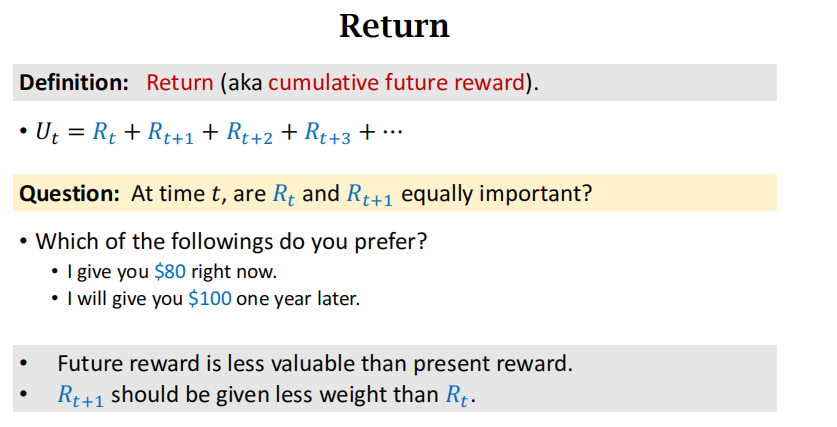 Return
Definition: Return (aka cumulative future reward).
• U_t = R_t + R_{t+1} + R_{t+2} + R_{t+3} + ⋯
Question: At time t, are R_t and R_{t+1} equally important?
• Which of the followings do you prefer?
• I give you $80 right now.
• I will give you $100 one year later.
• Future reward is less valuable than present reward.
• R_{t+1} should be given less weight than R_t.